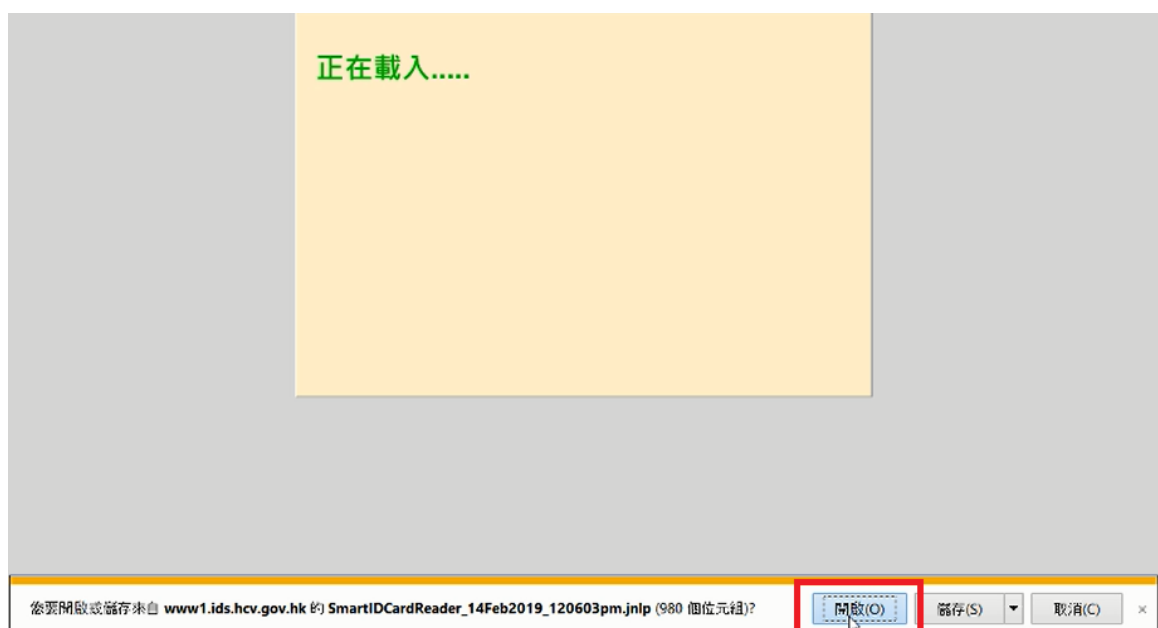 正在載入.....
您要開啟或儲存來自 www1.ids.hcv.gov.hk 的 SmartIDCardReader_14Feb2019_120603pm.jnlp (980 個位元組)? 開啟(O) 儲存(S) 取消(C) ×